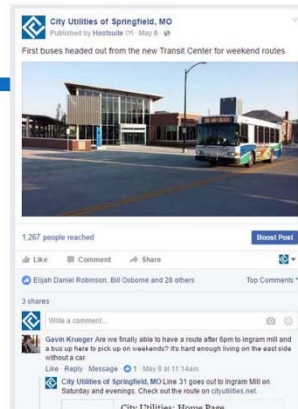 City Utilities of Springfield, MO
Published by Hootsuite [?] · May 8 ·
First buses headed out from the new Transit Center for weekend routes.
1,267 people reached
Boost Post
Like Comment Share
Elijah Daniel Robinson, Bill Osborne and 28 others
Top Comments
3 shares
Write a comment...
Gavin Krueger Are we finally able to have a route after 6pm to ingram mill and
a bus up here to pick up on weekends? It's hard enough living on the east side
without a car.
Like · Reply · Message · 1 · May 8 at 11:14am
City Utilities of Springfield, MO Line 31 goes out to Ingram Mill on
Saturday and evenings. Check out the route on cityutilities.net.
City Utilities: Home Page